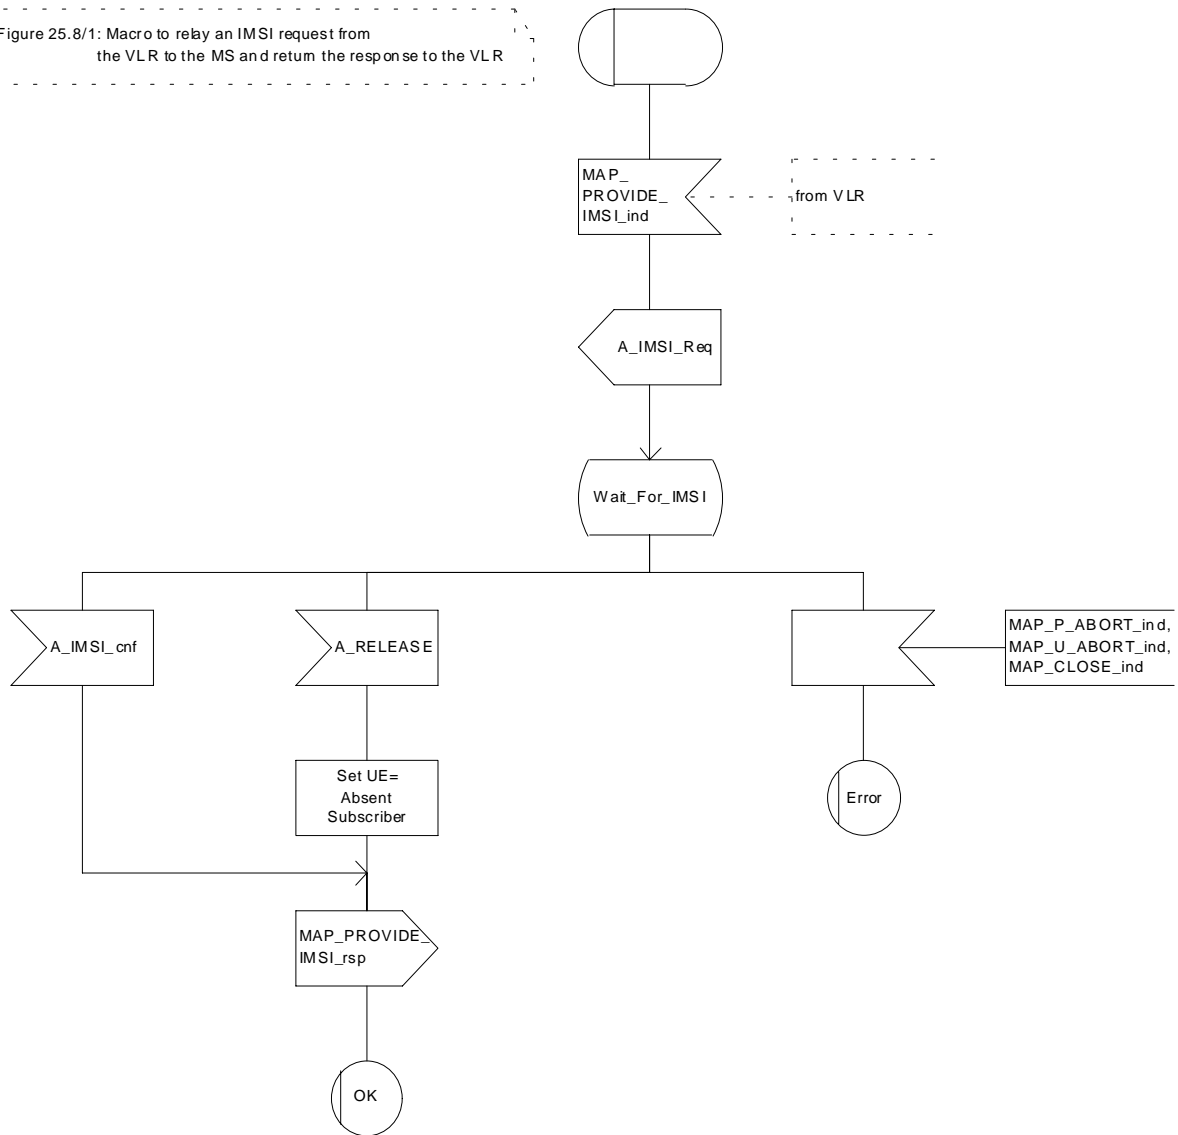 Figure 25.8/1: Macro to relay an IMSI request from
the VLR to the MS and return the response to the VLR
MAP_
PROVIDE_
IMSI_ind
from VLR
A_IMSI_Req
Wait_For_IMSI
A_IMSI_cnf
A_RELEASE
MAP_P_ABORT_ind,
MAP_U_ABORT_ind,
MAP_CLOSE_ind
Set UE=
Absent
Subscriber
Error
MAP_PROVIDE_
IMSI_rsp
OK